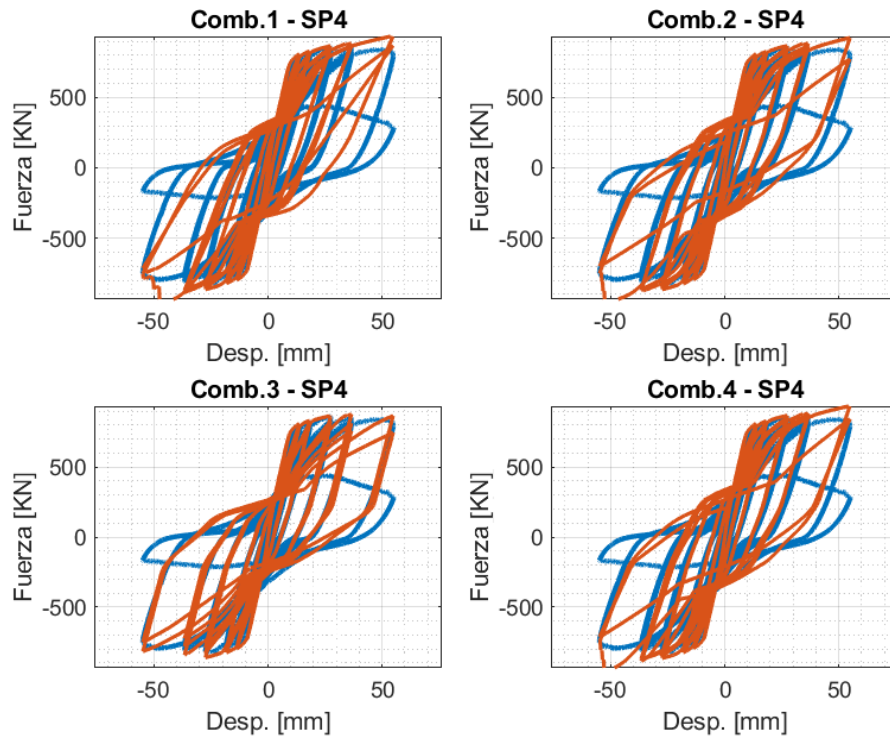 Comb.1 - SP4
Fuerza [KN]
500
0
-500
-50
0
50
Desp. [mm]
Comb.2 - SP4
Fuerza [KN]
500
0
-500
-50
0
50
Desp. [mm]
Comb.3 - SP4
Fuerza [KN]
500
0
-500
-50
0
50
Desp. [mm]
Comb.4 - SP4
Fuerza [KN]
500
0
-500
-50
0
50
Desp. [mm]